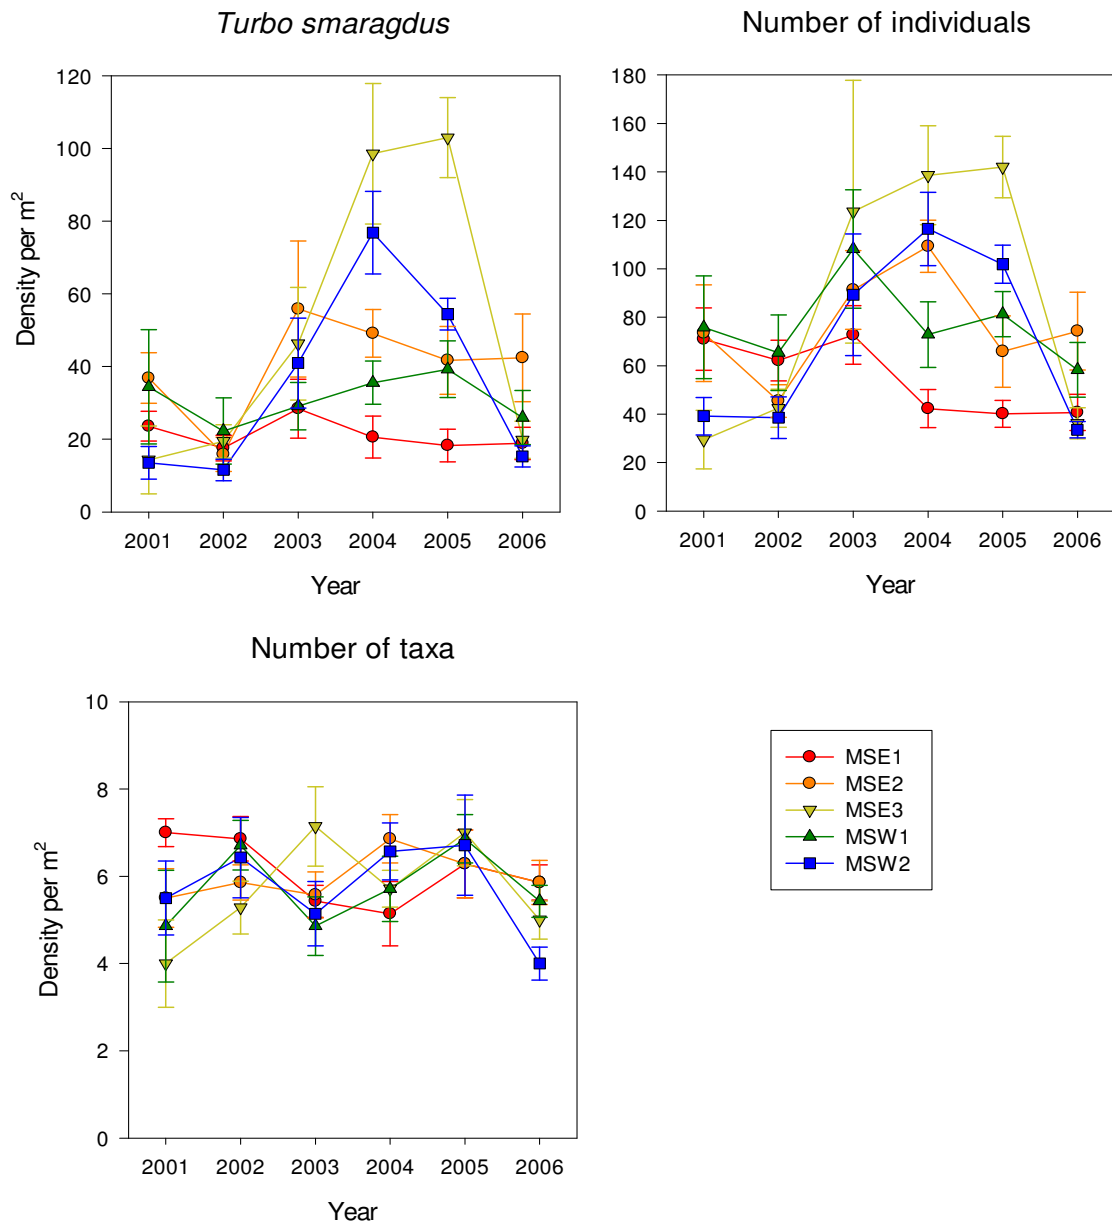 Turbo smaragdus
Number of individuals
Density per m2
120
100
80
60
40
20
0
2001 2002 2003 2004 2005 2006
Year
180
160
140
120
100
80
60
40
20
0
2001 2002 2003 2004 2005 2006
Year
Number of taxa
Density per m2
10
8
6
4
2
0
2001 2002 2003 2004 2005 2006
Year
MSE1
MSE2
MSE3
MSW1
MSW2